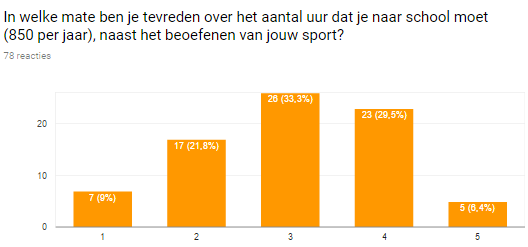 In welke mate ben je tevreden over het aantal uur dat je naar school moet
(850 per jaar), naast het beoefenen van jouw sport?
78 reacties
26 (33,3%)
23 (29,5%)
20
17 (21,8%)
10
7 (9%)
5 (6,4%)
0
1 2 3 4 5